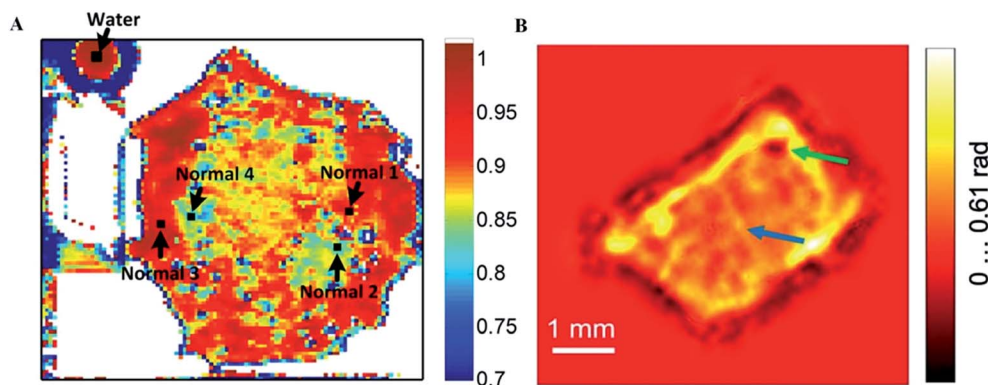 A
Water
Normal 4
Normal 1
Normal 3
Normal 2
1
0.95
0.9
0.85
0.8
0.75
0.7
B
1 mm
0 ... 0.61 rad